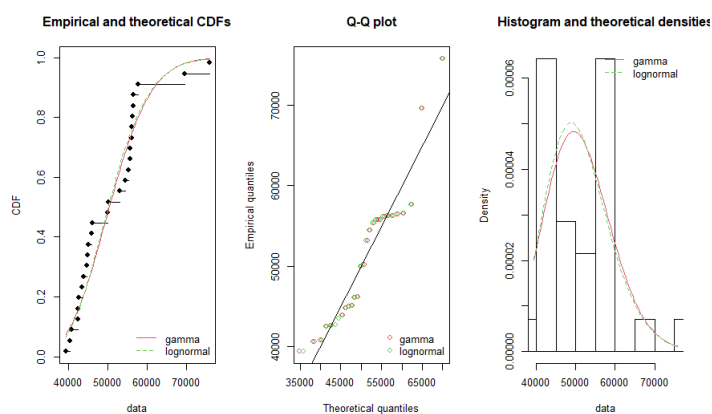 Empirical and theoretical CDFs
CDF
0.0 0.2 0.4 0.6 0.8 1.0
gamma
lognormal
40000 50000 60000 70000
data
Q-Q plot
Empirical quantiles
40000 50000 60000 70000
gamma
lognormal
35000 45000 55000 65000
Theoretical quantiles
Histogram and theoretical densities
Density
0.00000 0.00002 0.00004 0.00006
gamma
lognormal
40000 50000 60000 70000
data